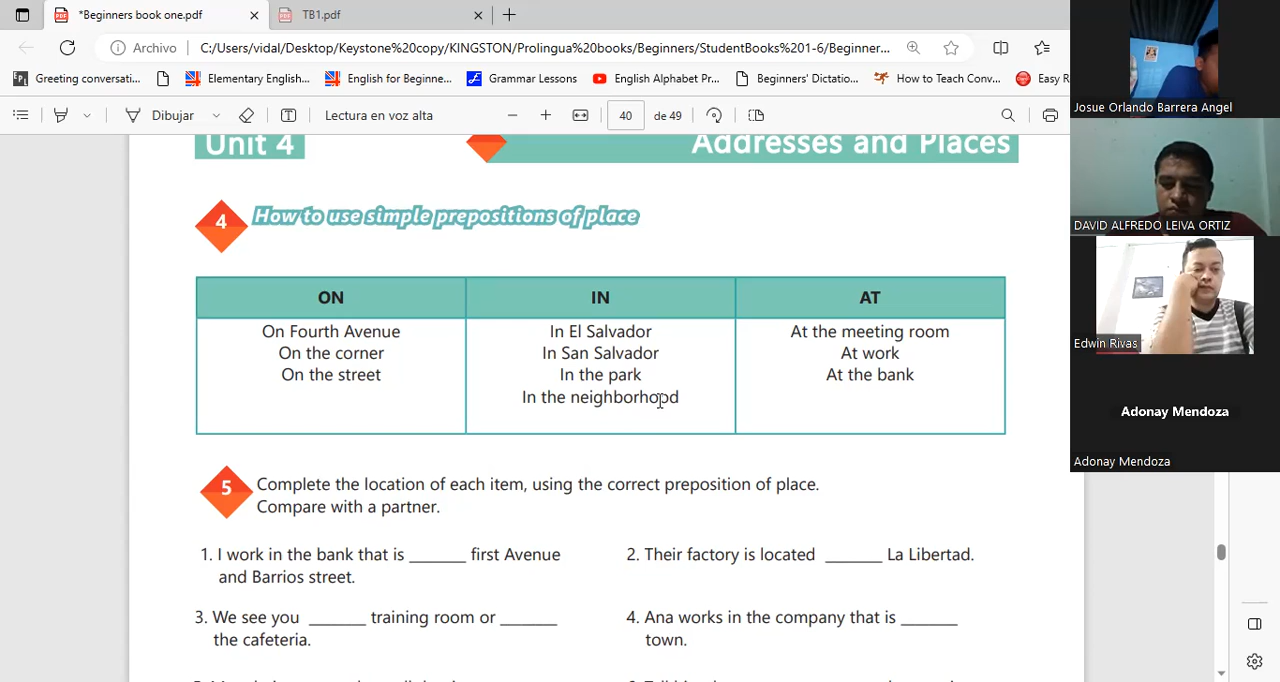 *Beginners book one.pdf
TB1.pdf
Archivo
C:/Users/vidal/Desktop/Keystone%20copy/KINGSTON/Prolingua%20books/Beginners/StudentBooks%201-6/Beginner...
Greeting conversati...
Elementary English...
English for Beginne...
Grammar Lessons
English Alphabet Pr...
Beginners' Dictatio...
How to Teach Conv...
Easy R
Dibujar
Lectura en voz alta
40
de 49
Unit 4
Addresses and Places
4
How to use simple prepositions of place
ON
IN
AT
On Fourth Avenue
On the corner
On the street
In El Salvador
In San Salvador
In the park
In the neighborhood
At the meeting room
At work
At the bank
5
Complete the location of each item, using the correct preposition of place.
Compare with a partner.
1. I work in the bank that is ______ first Avenue
and Barrios street.
2. Their factory is located ______ La Libertad.
3. We see you ______ training room or ______
the cafeteria.
4. Ana works in the company that is ______
town.
Josue Orlando Barrera Angel
DAVID ALFREDO LEIVA ORTIZ
Edwin Rivas
Adonay Mendoza
Adonay Mendoza